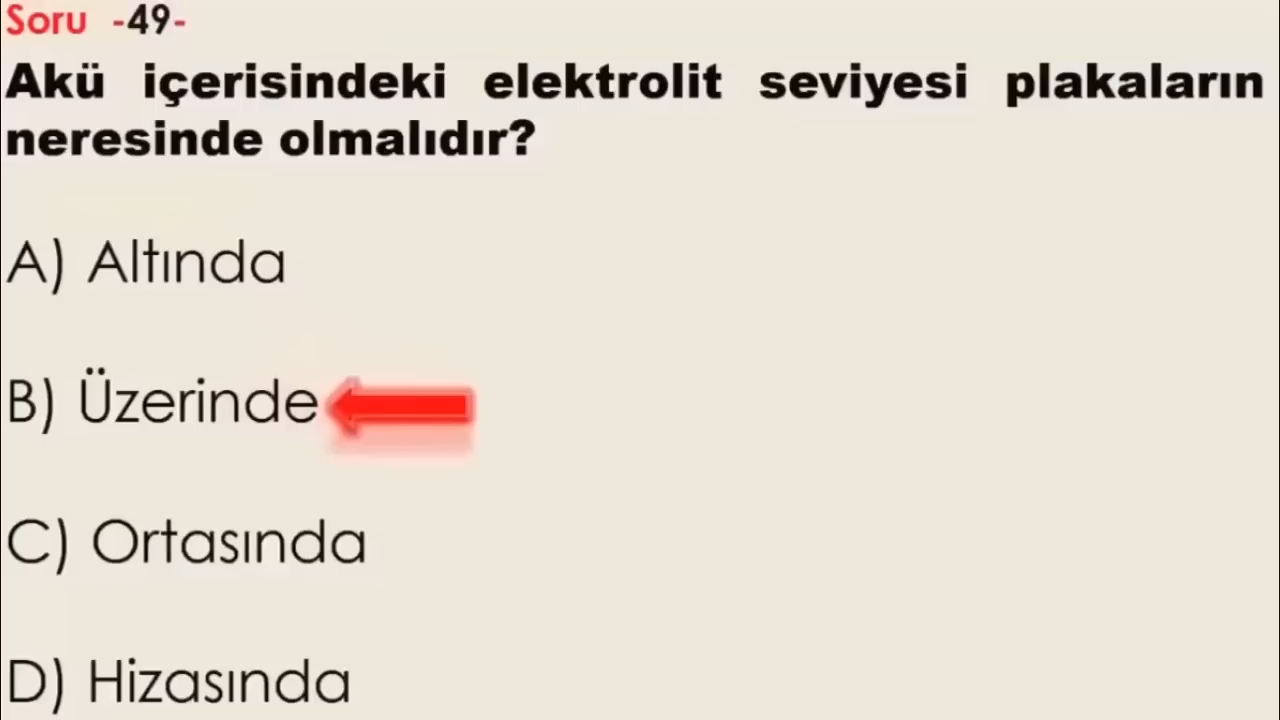 Soru -49-
Akü içerisindeki elektrolit seviyesi plakaların
neresinde olmalıdır?
A) Altında
B) Üzerinde
C) Ortasında
D) Hizasında